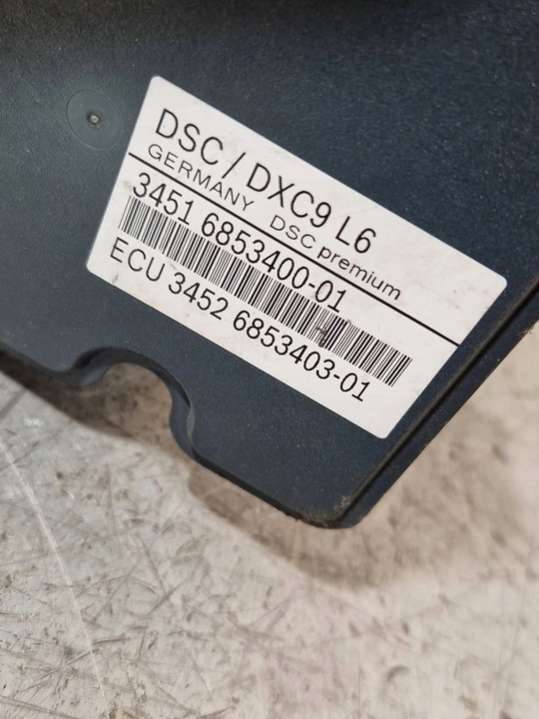 DSC / DXC9 L6
GERMANY DSC premium
3451 6853400-01
ECU 3452 6853403-01